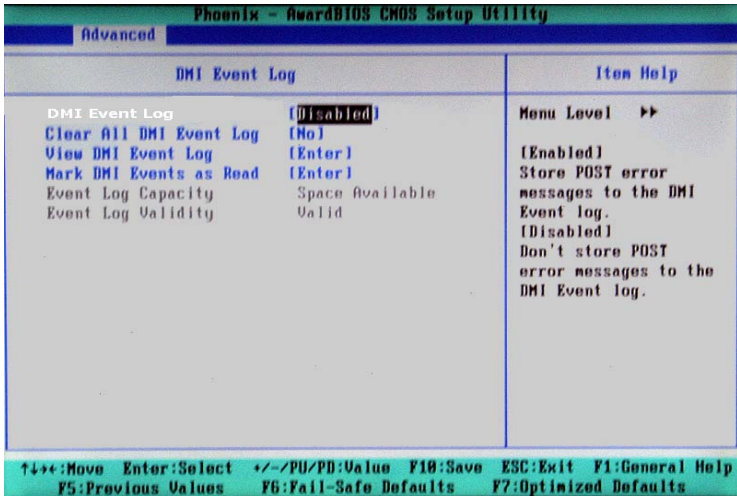 Phoenix - AwardBIOS CMOS Setup Utility
Advanced
DMI Event Log
Item Help
DMI Event Log [Disabled]
Clear All DMI Event Log [No]
View DMI Event Log [Enter]
Mark DMI Events as Read [Enter]
Event Log Capacity Space Available
Event Log Validity Valid
Menu Level ▸▸
[Enabled]
Store POST error
messages to the DMI
Event log.
[Disabled]
Don't store POST
error messages to the
DMI Event log.
↑↓→←:Move Enter:Select +/-/PU/PD:Value F10:Save ESC:Exit F1:General Help
F5:Previous Values F6:Fail-Safe Defaults F7:Optimized Defaults